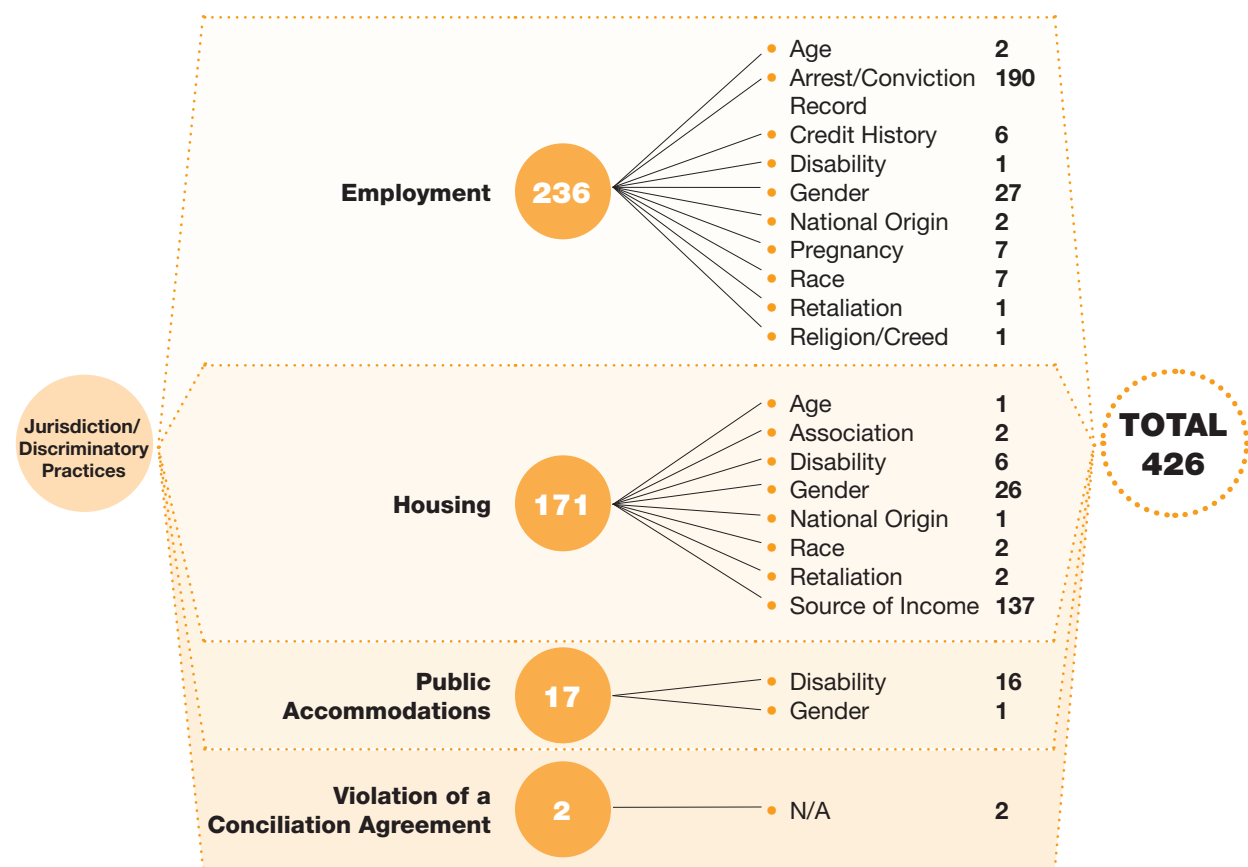 Jurisdiction/
Discriminatory
Practices
Employment
236
Age 2
Arrest/Conviction 190
Record
Credit History 6
Disability 1
Gender 27
National Origin 2
Pregnancy 7
Race 7
Retaliation 1
Religion/Creed 1
Housing
171
Age 1
Association 2
Disability 6
Gender 26
National Origin 1
Race 2
Retaliation 2
Source of Income 137
Public
Accommodations
17
Disability 16
Gender 1
Violation of a
Conciliation Agreement
2
N/A 2
TOTAL
426